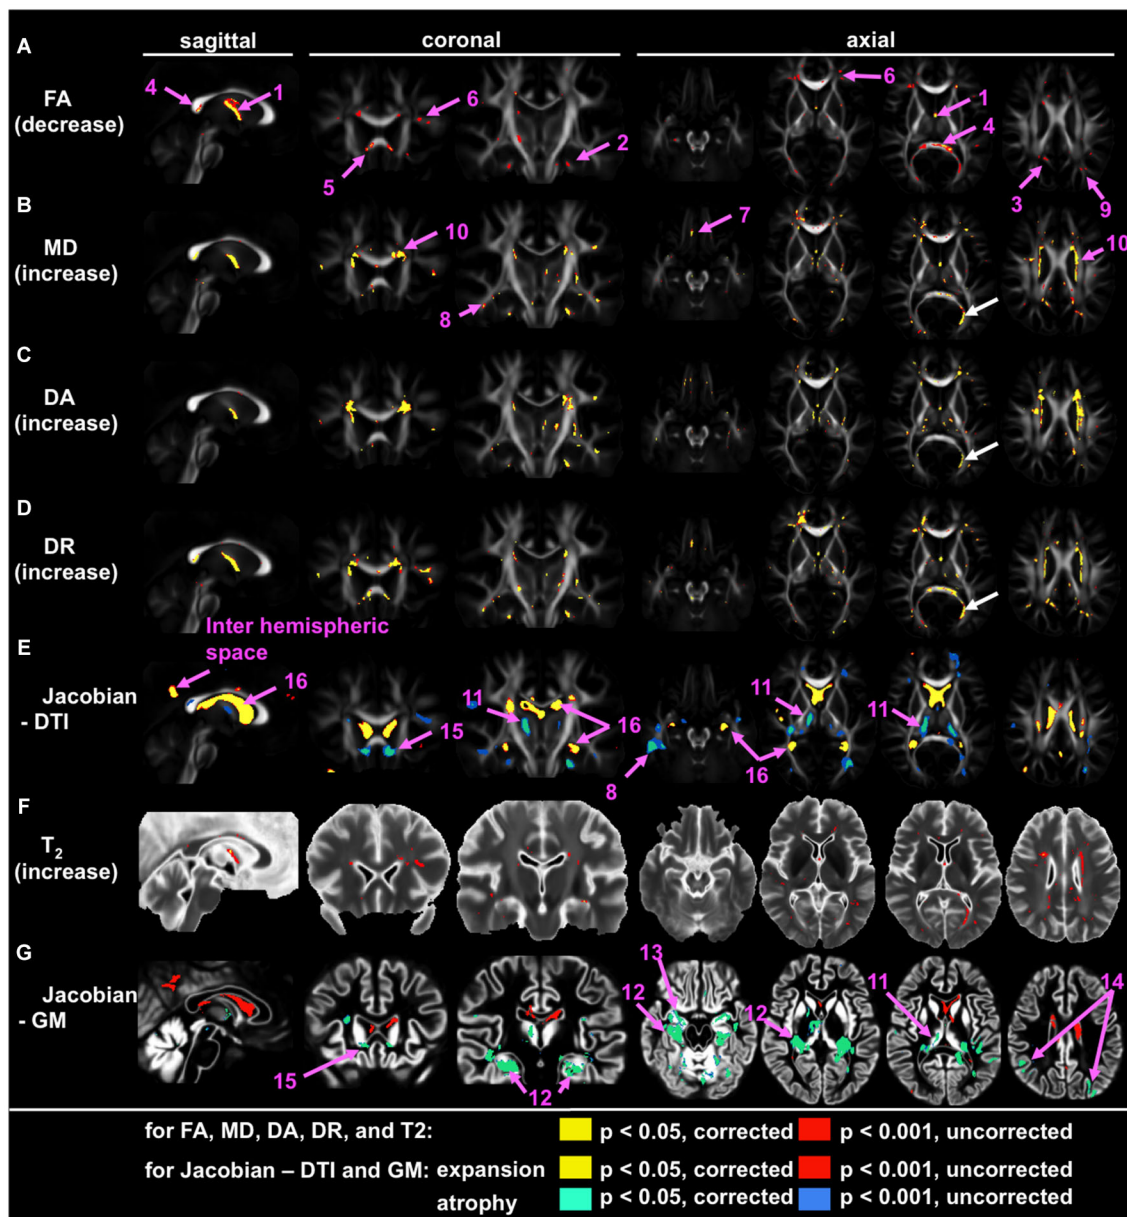 sagittal coronal axial
A
FA
(decrease)
4 1 6 5 2 6 1 4 3 9
B
MD
(increase)
10 8 7 10
C
DA
(increase)
D
DR
(increase)
E
Inter hemispheric
space
Jacobian
- DTI
16 15 11 16 8 16 11 11
F
T2
(increase)
G
Jacobian
- GM
15 12 13 12 12 11 14
for FA, MD, DA, DR, and T2: p < 0.05, corrected p < 0.001, uncorrected
for Jacobian – DTI and GM: expansion p < 0.05, corrected p < 0.001, uncorrected
atrophy p < 0.05, corrected p < 0.001, uncorrected